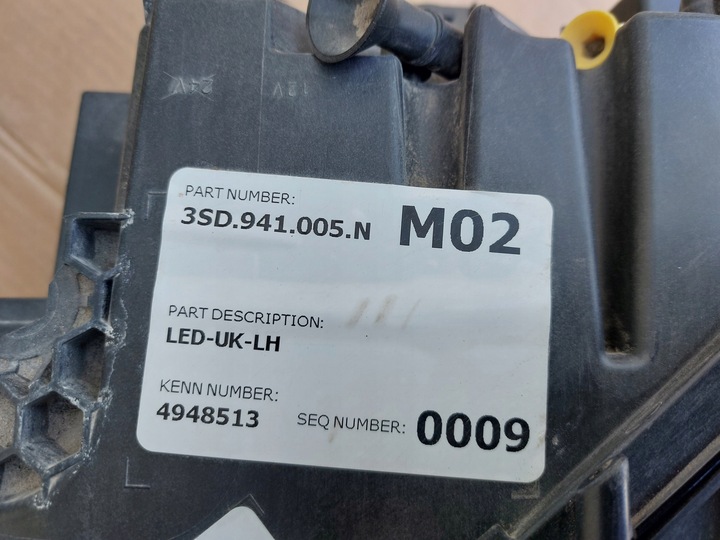 24V 12V
PART NUMBER:
3SD.941.005.N M02
PART DESCRIPTION:
LED-UK-LH
KENN NUMBER:
4948513 SEQ NUMBER: 0009